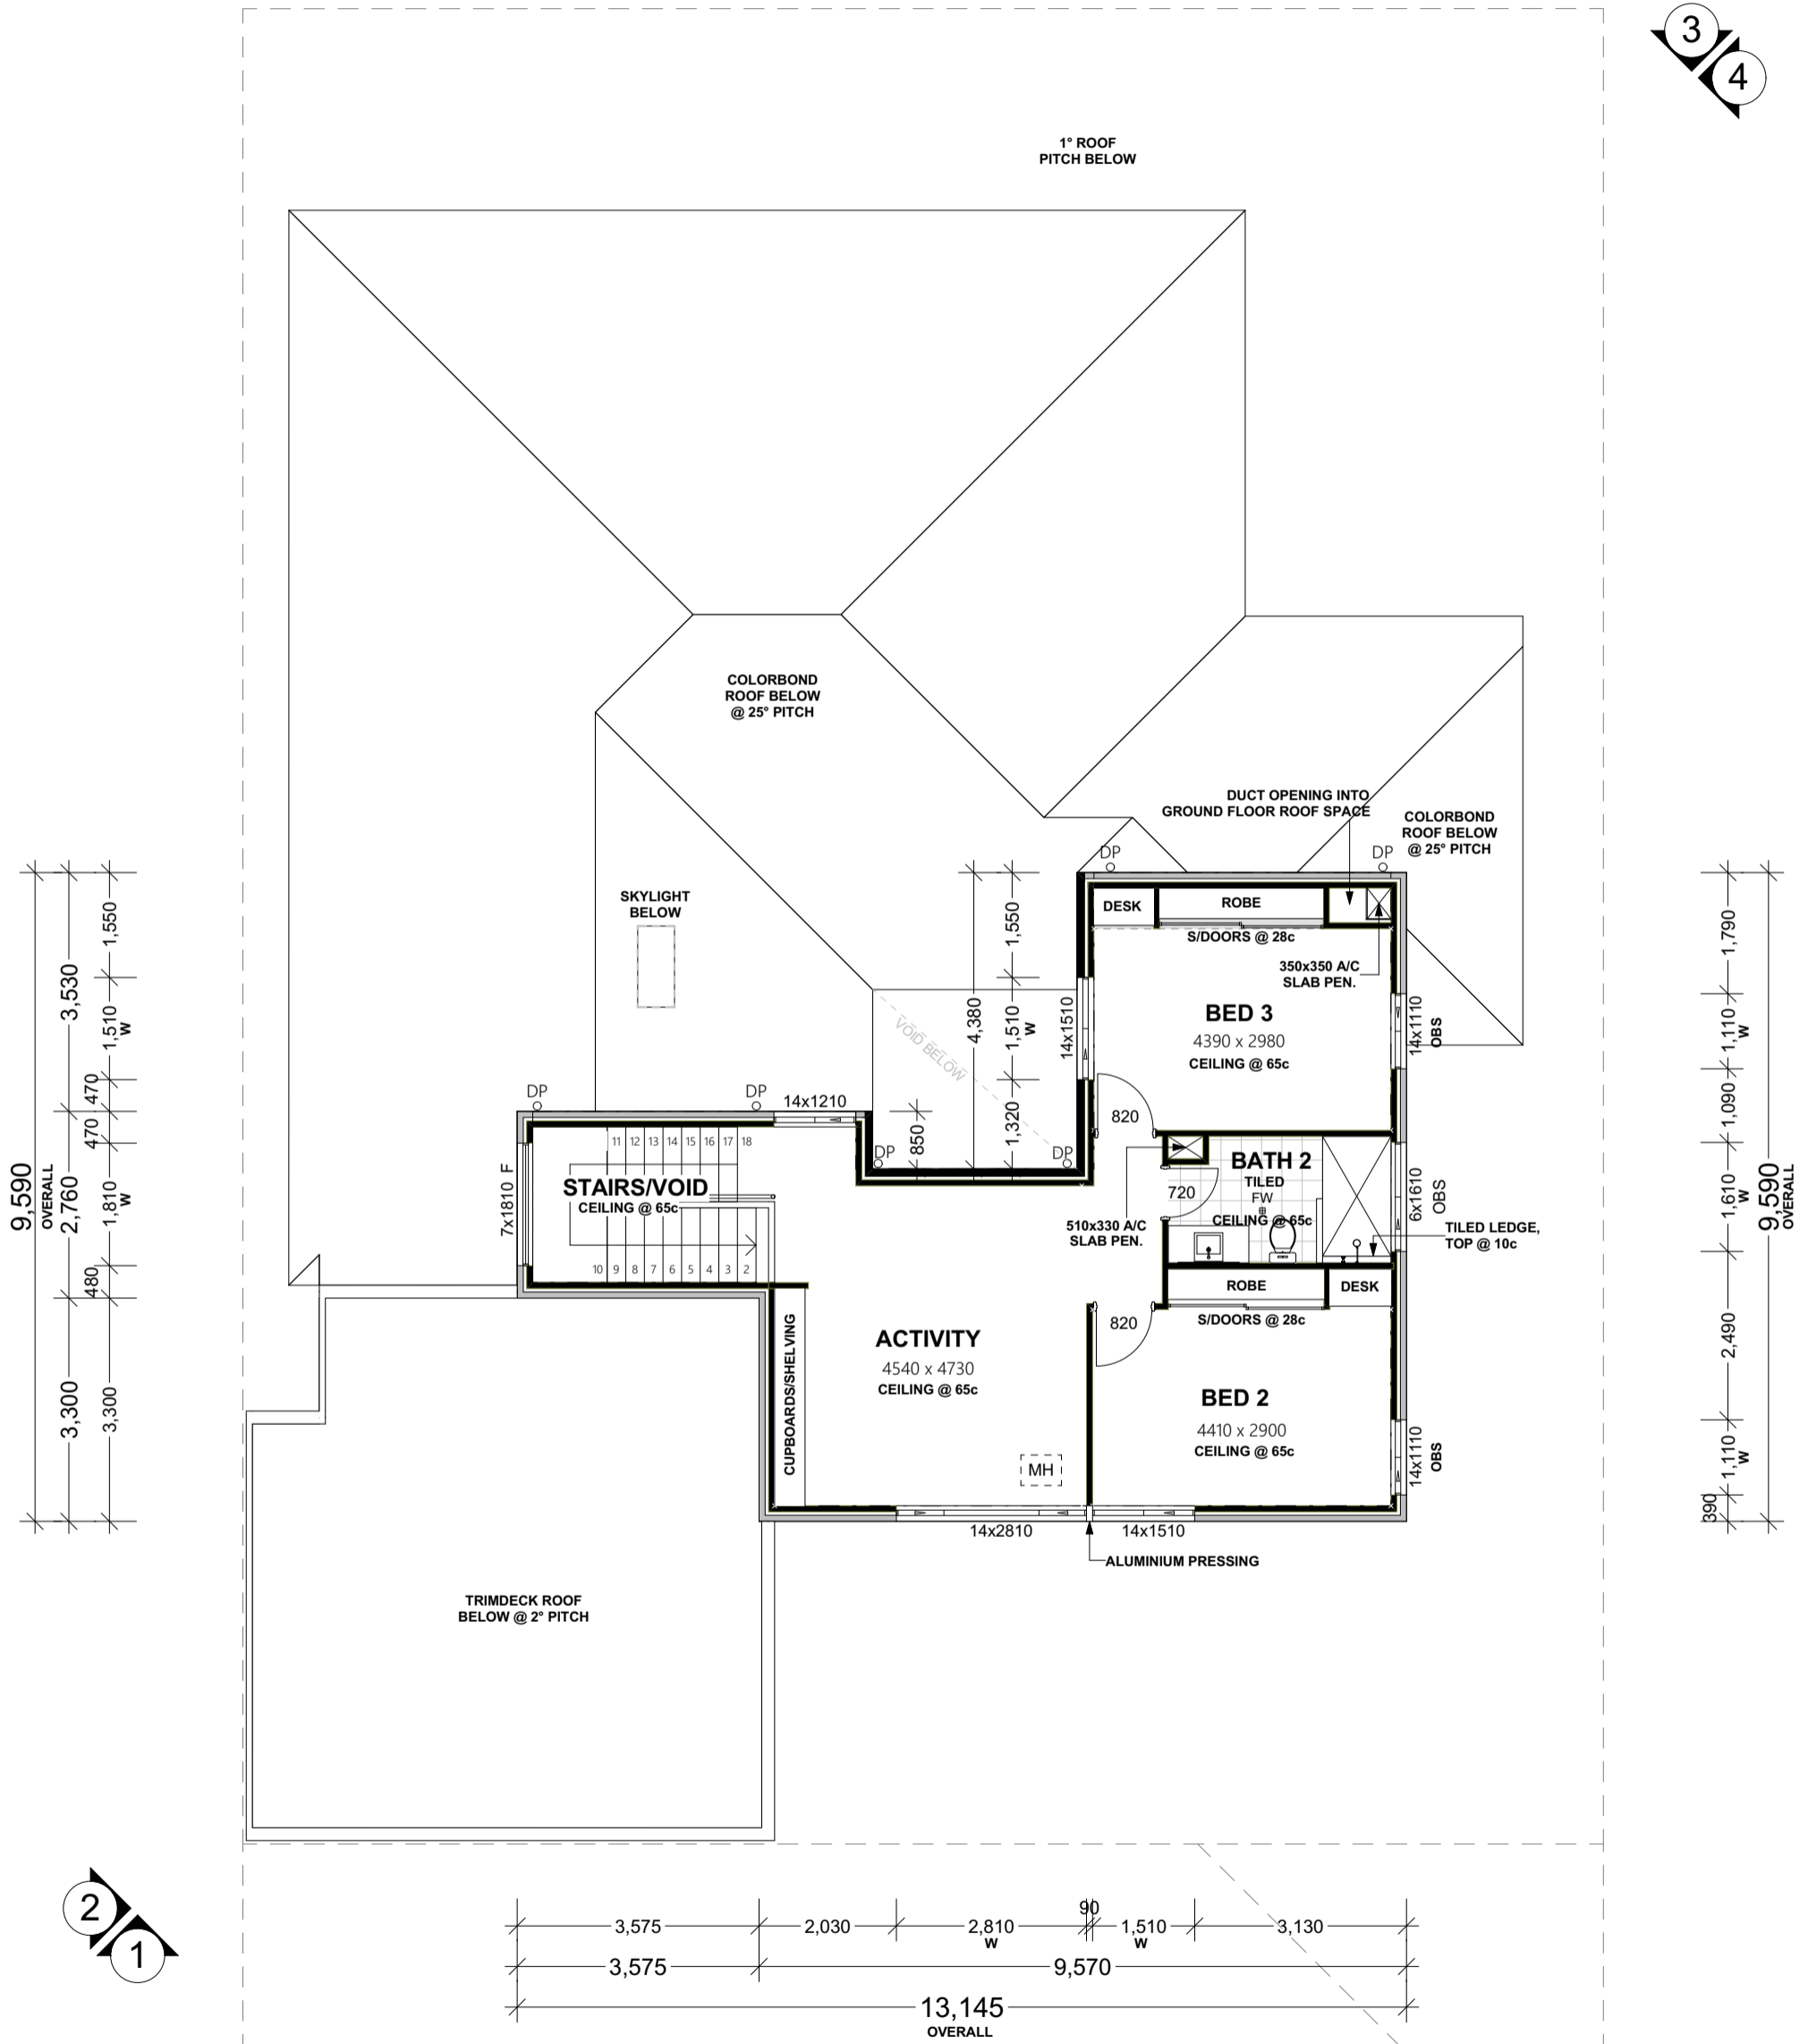 3
4
1° ROOF
PITCH BELOW
COLORBOND
ROOF BELOW
@ 25° PITCH
DUCT OPENING INTO
GROUND FLOOR ROOF SPACE
COLORBOND
ROOF BELOW
@ 25° PITCH
SKYLIGHT
BELOW
DP
DP
DESK
ROBE
S/DOORS @ 28c
350x350 A/C
SLAB PEN.
BED 3
4390 x 2980
CEILING @ 65c
14x1510
14x1110
OBS
VOID BELOW
4,380
1,550
1,510
W
1,320
850
DP
DP
14x1210
DP
DP
820
11 12 13 14 15 16 17 18
STAIRS/VOID
CEILING @ 65c
10 9 8 7 6 5 4 3 2
7x1810 F
BATH 2
TILED
FW
CEILING @ 65c
720
510x330 A/C
SLAB PEN.
6x1610
OBS
TILED LEDGE,
TOP @ 10c
ROBE
DESK
S/DOORS @ 28c
820
ACTIVITY
4540 x 4730
CEILING @ 65c
CUPBOARDS/SHELVING
BED 2
4410 x 2900
CEILING @ 65c
14x1110
OBS
MH
14x2810
14x1510
ALUMINIUM PRESSING
TRIMDECK ROOF
BELOW @ 2° PITCH
9,590
OVERALL
3,530
2,760
3,300
1,550
1,510
W
470
470
1,810
W
480
3,300
1,790
1,110
W
1,090
1,610
W
2,490
1,110
W
390
9,590
OVERALL
2
1
3,575
2,030
2,810
W
90
1,510
W
3,130
3,575
9,570
13,145
OVERALL